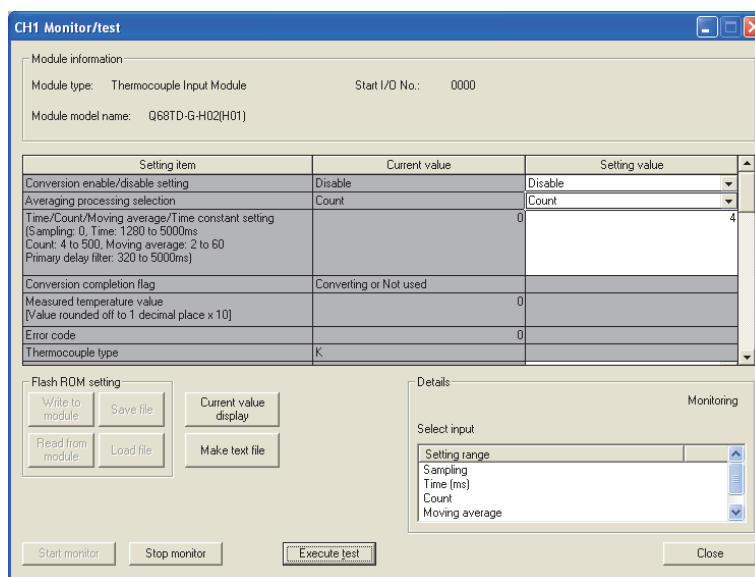 CH1 Monitor/test
Module information
Module type: Thermocouple Input Module Start I/O No.: 0000
Module model name: Q68TD-G-H02(H01)
Setting item Current value Setting value
Conversion enable/disable setting Disable Disable
Averaging processing selection Count Count
Time/Count/Moving average/Time constant setting 0 4
(Sampling: 0, Time: 1280 to 5000ms
Count: 4 to 500, Moving average: 2 to 60
Primary delay filter: 320 to 5000ms)
Conversion completion flag Converting or Not used
Measured temperature value 0
[Value rounded off to 1 decimal place x 10]
Error code 0
Thermocouple type K
Flash ROM setting
Write to
module
Save file
Current value
display
Read from
module
Load file
Make text file
Details
Monitoring
Select input
Setting range
Sampling
Time (ms)
Count
Moving average
Start monitor Stop monitor Execute test Close